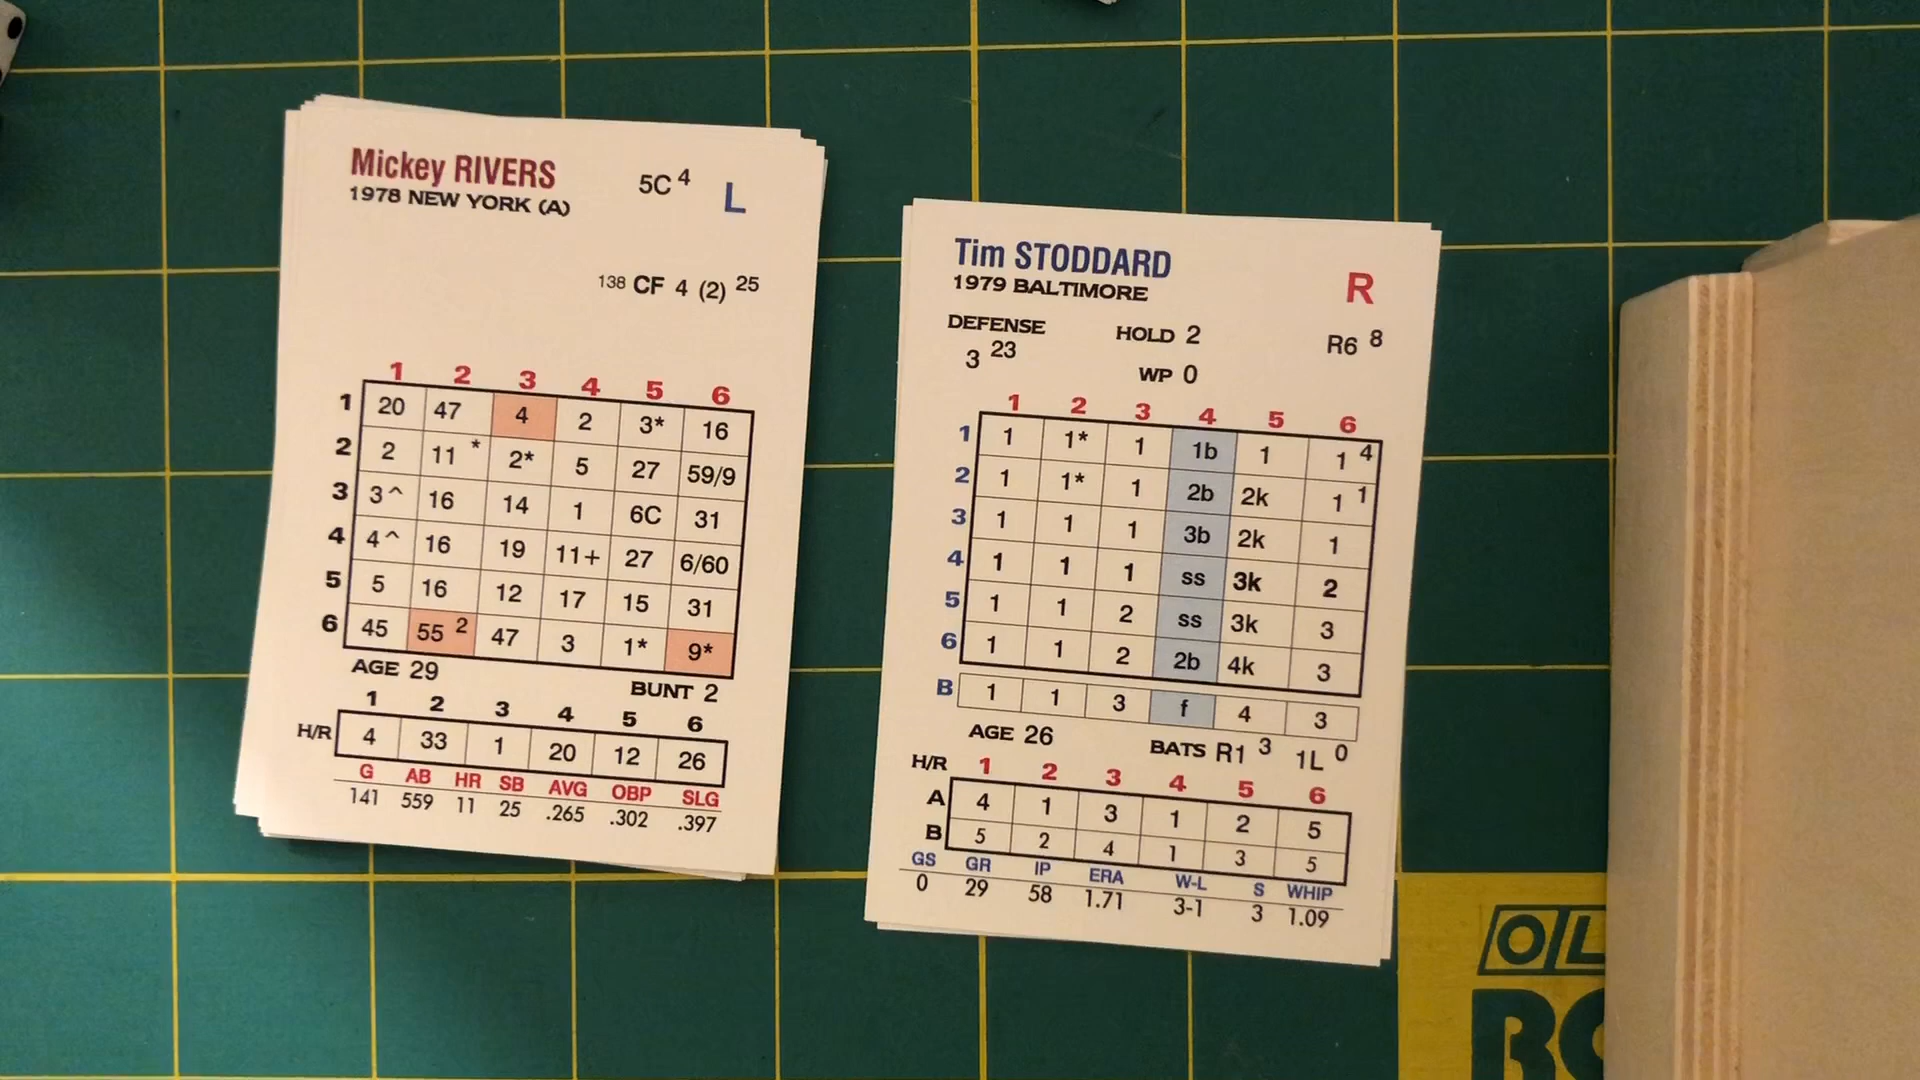 Mickey RIVERS
1978 NEW YORK (A)
5C 4 L
138 CF 4 (2) 25
1 2 3 4 5 6
1 20 47 4 2 3* 16
2 2 11* 2* 5 27 59/9
3 3^ 16 14 1 6C 31
4 4^ 16 19 11+ 27 6/60
5 5 16 12 17 15 31
6 45 55 2 47 3 1* 9*
AGE 29
BUNT 2
1 2 3 4 5 6
H/R 4 33 1 20 12 26
G AB HR SB AVG OBP SLG
141 559 11 25 .265 .302 .397
Tim STODDARD
1979 BALTIMORE
R
DEFENSE
3 23
HOLD 2
R6 8
WP 0
1 2 3 4 5 6
1 1 1* 1 1b 1 1 4
2 1 1* 1 2b 2k 1 1
3 1 1 1 3b 2k 1
4 1 1 1 ss 3k 2
5 1 1 2 ss 3k 3
6 1 1 2 2b 4k 3
B 1 1 3 f 4 3
AGE 26
BATS R1 3 1L 0
H/R 1 2 3 4 5 6
A 4 1 3 1 2 5
B 5 2 4 1 3 5
GS GR IP ERA W-L S WHIP
0 29 58 1.71 3-1 3 1.09